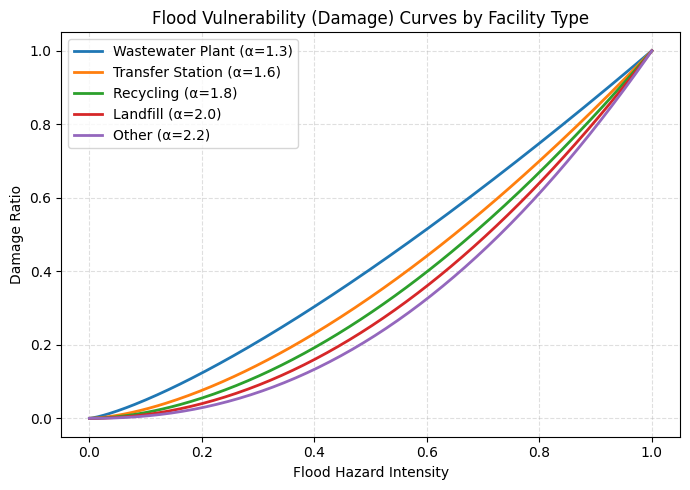 Flood Vulnerability (Damage) Curves by Facility Type
Wastewater Plant (α=1.3)
Transfer Station (α=1.6)
Recycling (α=1.8)
Landfill (α=2.0)
Other (α=2.2)
Damage Ratio
1.0
0.8
0.6
0.4
0.2
0.0
0.0 0.2 0.4 0.6 0.8 1.0
Flood Hazard Intensity